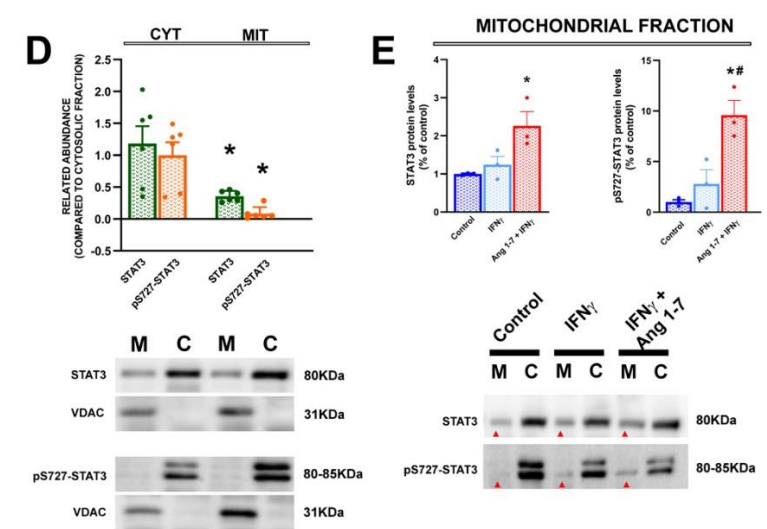 D
CYT MIT
RELATED ABUNDANCE
(COMPARED TO CYTOSOLIC FRACTION)
2.5
2.0
1.5
1.0
0.5
0.0
-0.5
* *
STAT3
pS727-STAT3
STAT3
pS727-STAT3
M C M C
STAT3 80KDa
VDAC 31KDa
pS727-STAT3 80-85KDa
VDAC 31KDa
E
MITOCHONDRIAL FRACTION
STAT3 protein levels
(% of control)
4
3
2
1
0
*
Control
IFNγ
Ang 1-7 + IFNγ
pS727-STAT3 protein levels
(% of control)
15
10
5
0
*#
Control
IFNγ
Ang 1-7 + IFNγ
Control
IFNγ
IFNγ +
Ang 1-7
M C M C M C
STAT3 80KDa
pS727-STAT3 80-85KDa